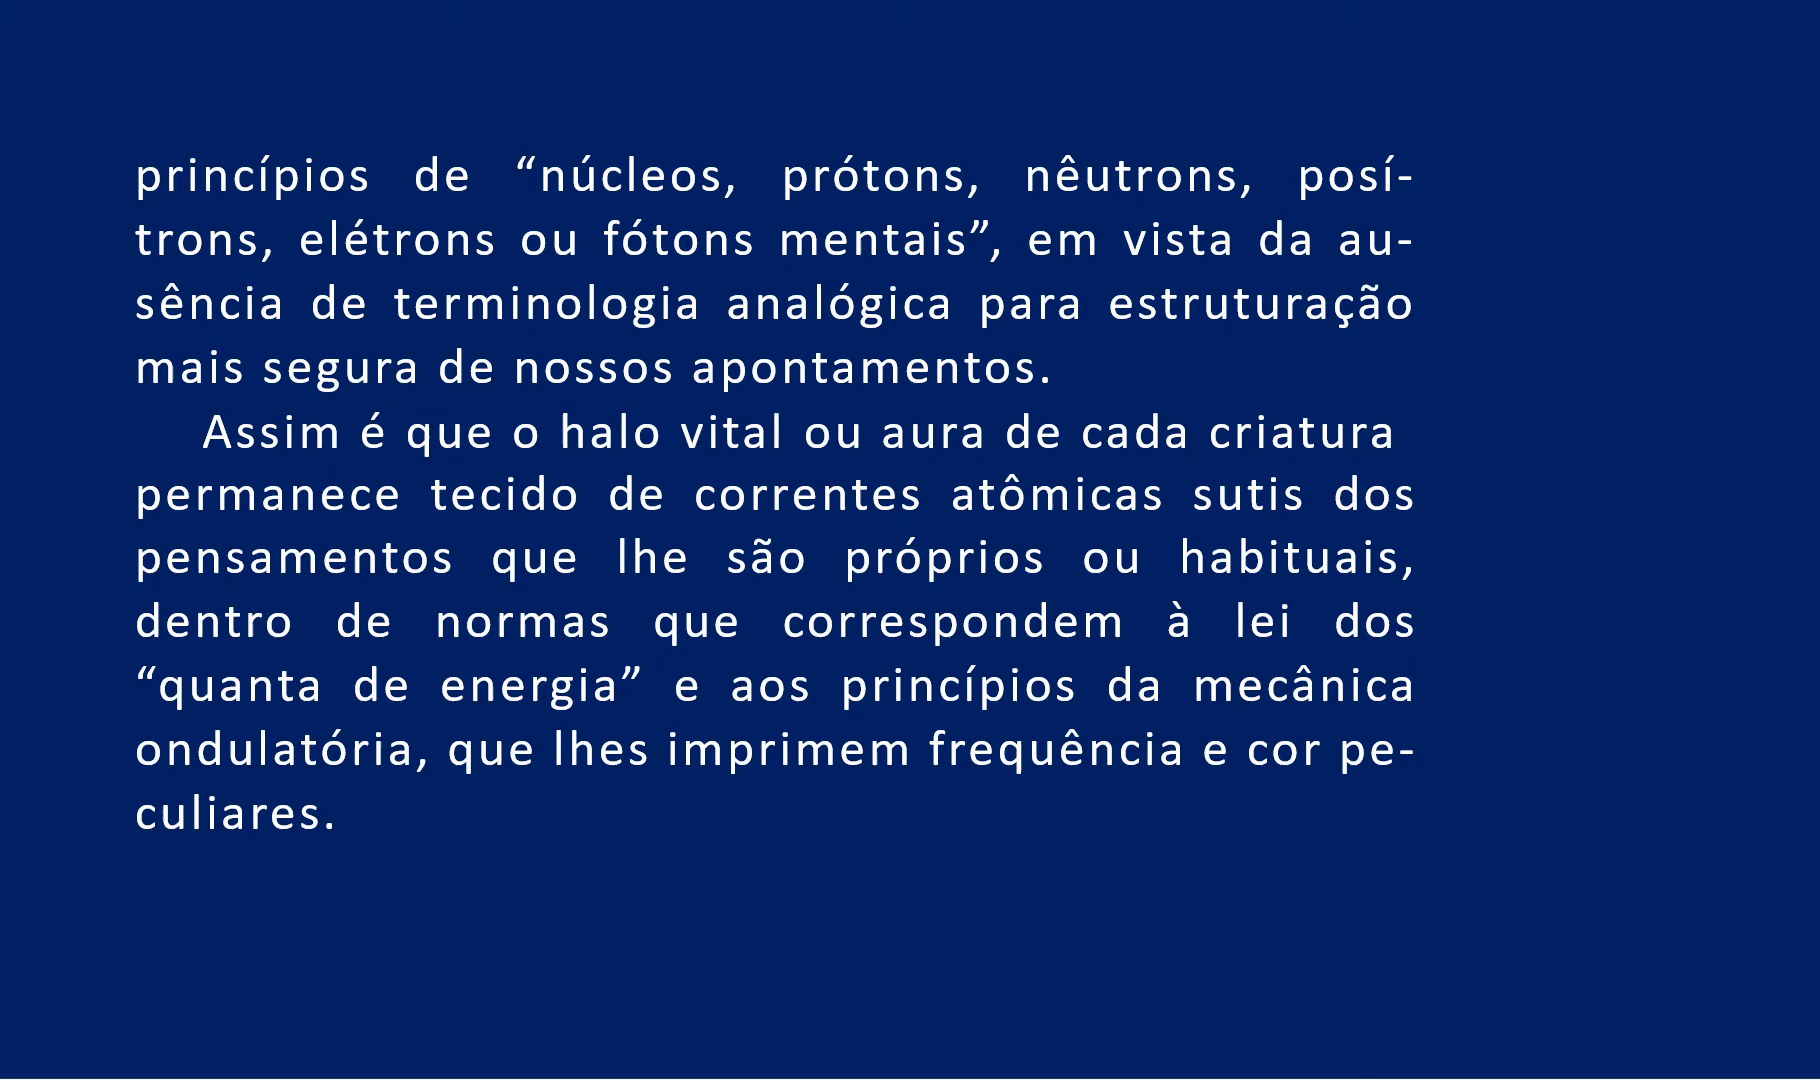 princípios de “núcleos, prótons, nêutrons, posí-
trons, elétrons ou fótons mentais”, em vista da au-
sência de terminologia analógica para estruturação
mais segura de nossos apontamentos.
Assim é que o halo vital ou aura de cada criatura
permanece tecido de correntes atômicas sutis dos
pensamentos que lhe são próprios ou habituais,
dentro de normas que correspondem à lei dos
“quanta de energia” e aos princípios da mecânica
ondulatória, que lhes imprimem frequência e cor pe-
culiares.